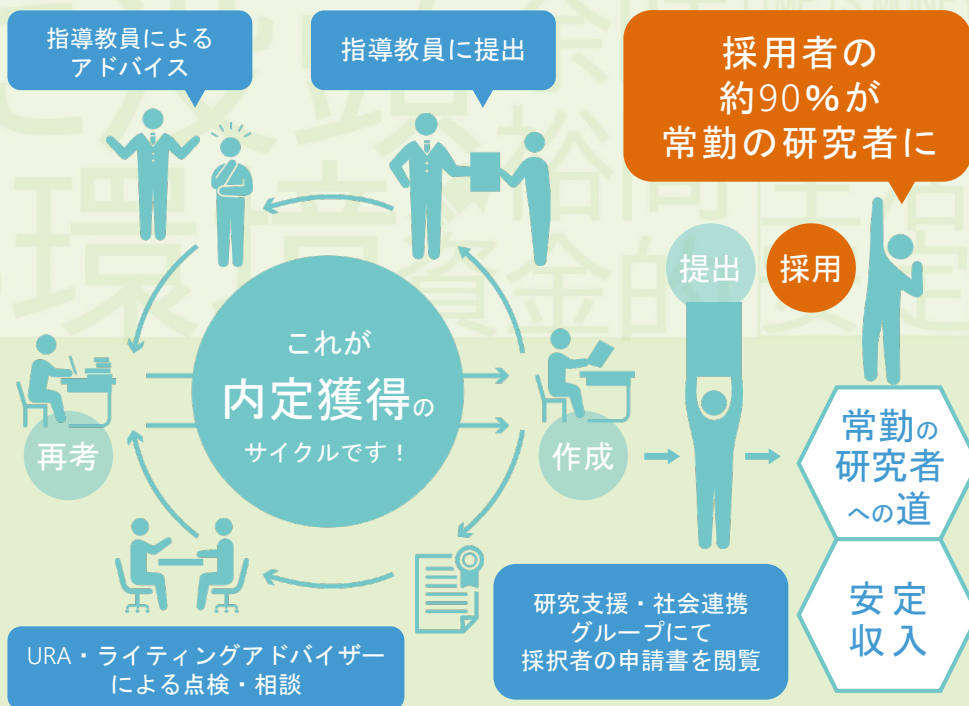 指導教員による
アドバイス
指導教員に提出
採用者の
約90%が
常勤の研究者に
提出
採用
これが
内定獲得の
サイクルです！
再考
作成
常勤の
研究者
への道
安定
収入
研究支援・社会連携
グループにて
採択者の申請書を閲覧
URA・ライティングアドバイザー
による点検・相談